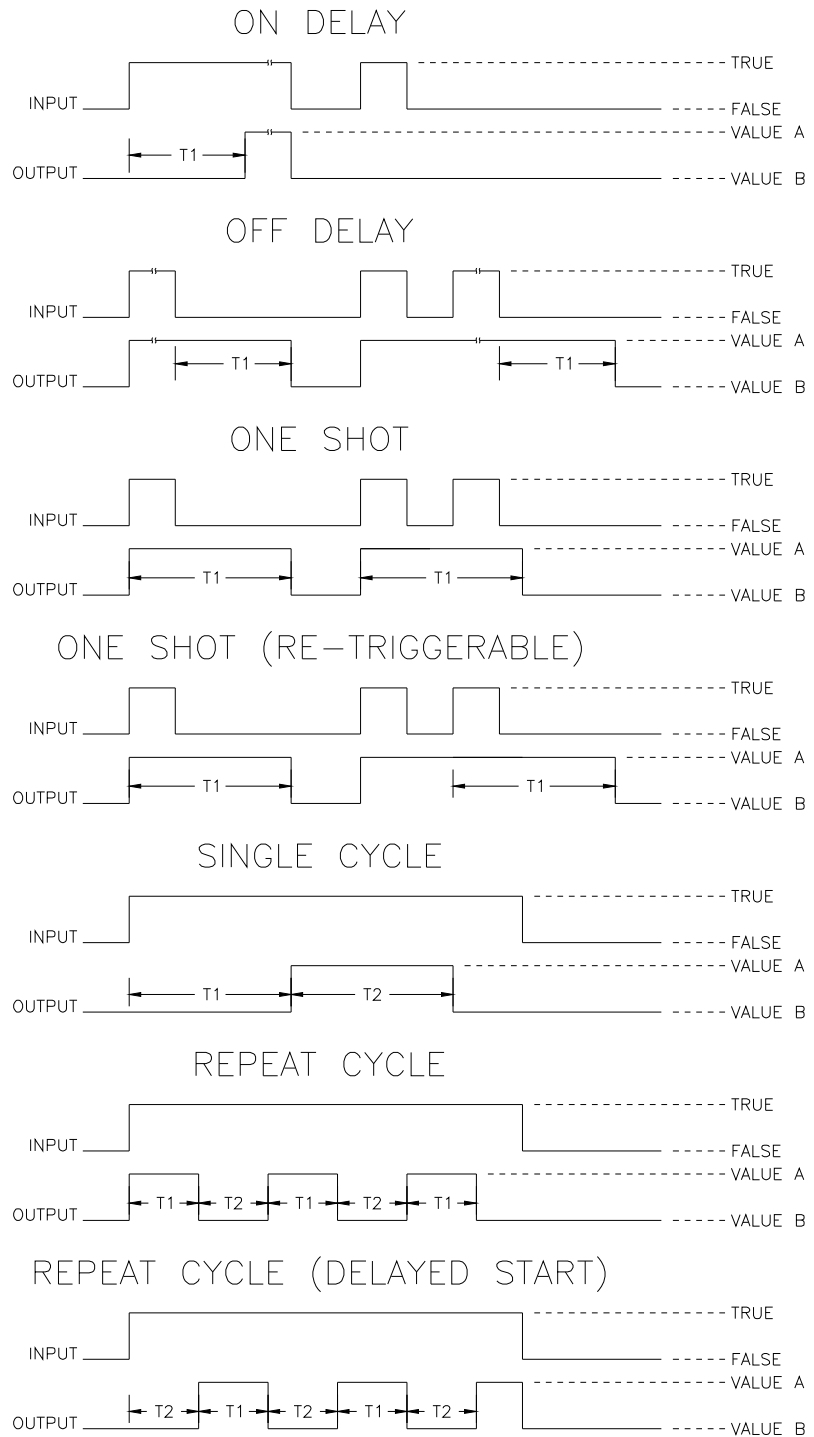 ON DELAY
TRUE
INPUT
FALSE
VALUE A
T1
OUTPUT
VALUE B
OFF DELAY
TRUE
INPUT
FALSE
VALUE A
T1 T1
OUTPUT
VALUE B
ONE SHOT
TRUE
INPUT
FALSE
VALUE A
T1 T1
OUTPUT
VALUE B
ONE SHOT (RE-TRIGGERABLE)
TRUE
INPUT
FALSE
VALUE A
T1 T1
OUTPUT
VALUE B
SINGLE CYCLE
TRUE
INPUT
FALSE
VALUE A
T1 T2
OUTPUT
VALUE B
REPEAT CYCLE
TRUE
INPUT
FALSE
VALUE A
T1 T2 T1 T2 T1
OUTPUT
VALUE B
REPEAT CYCLE (DELAYED START)
TRUE
INPUT
FALSE
VALUE A
T2 T1 T2 T1 T2
OUTPUT
VALUE B